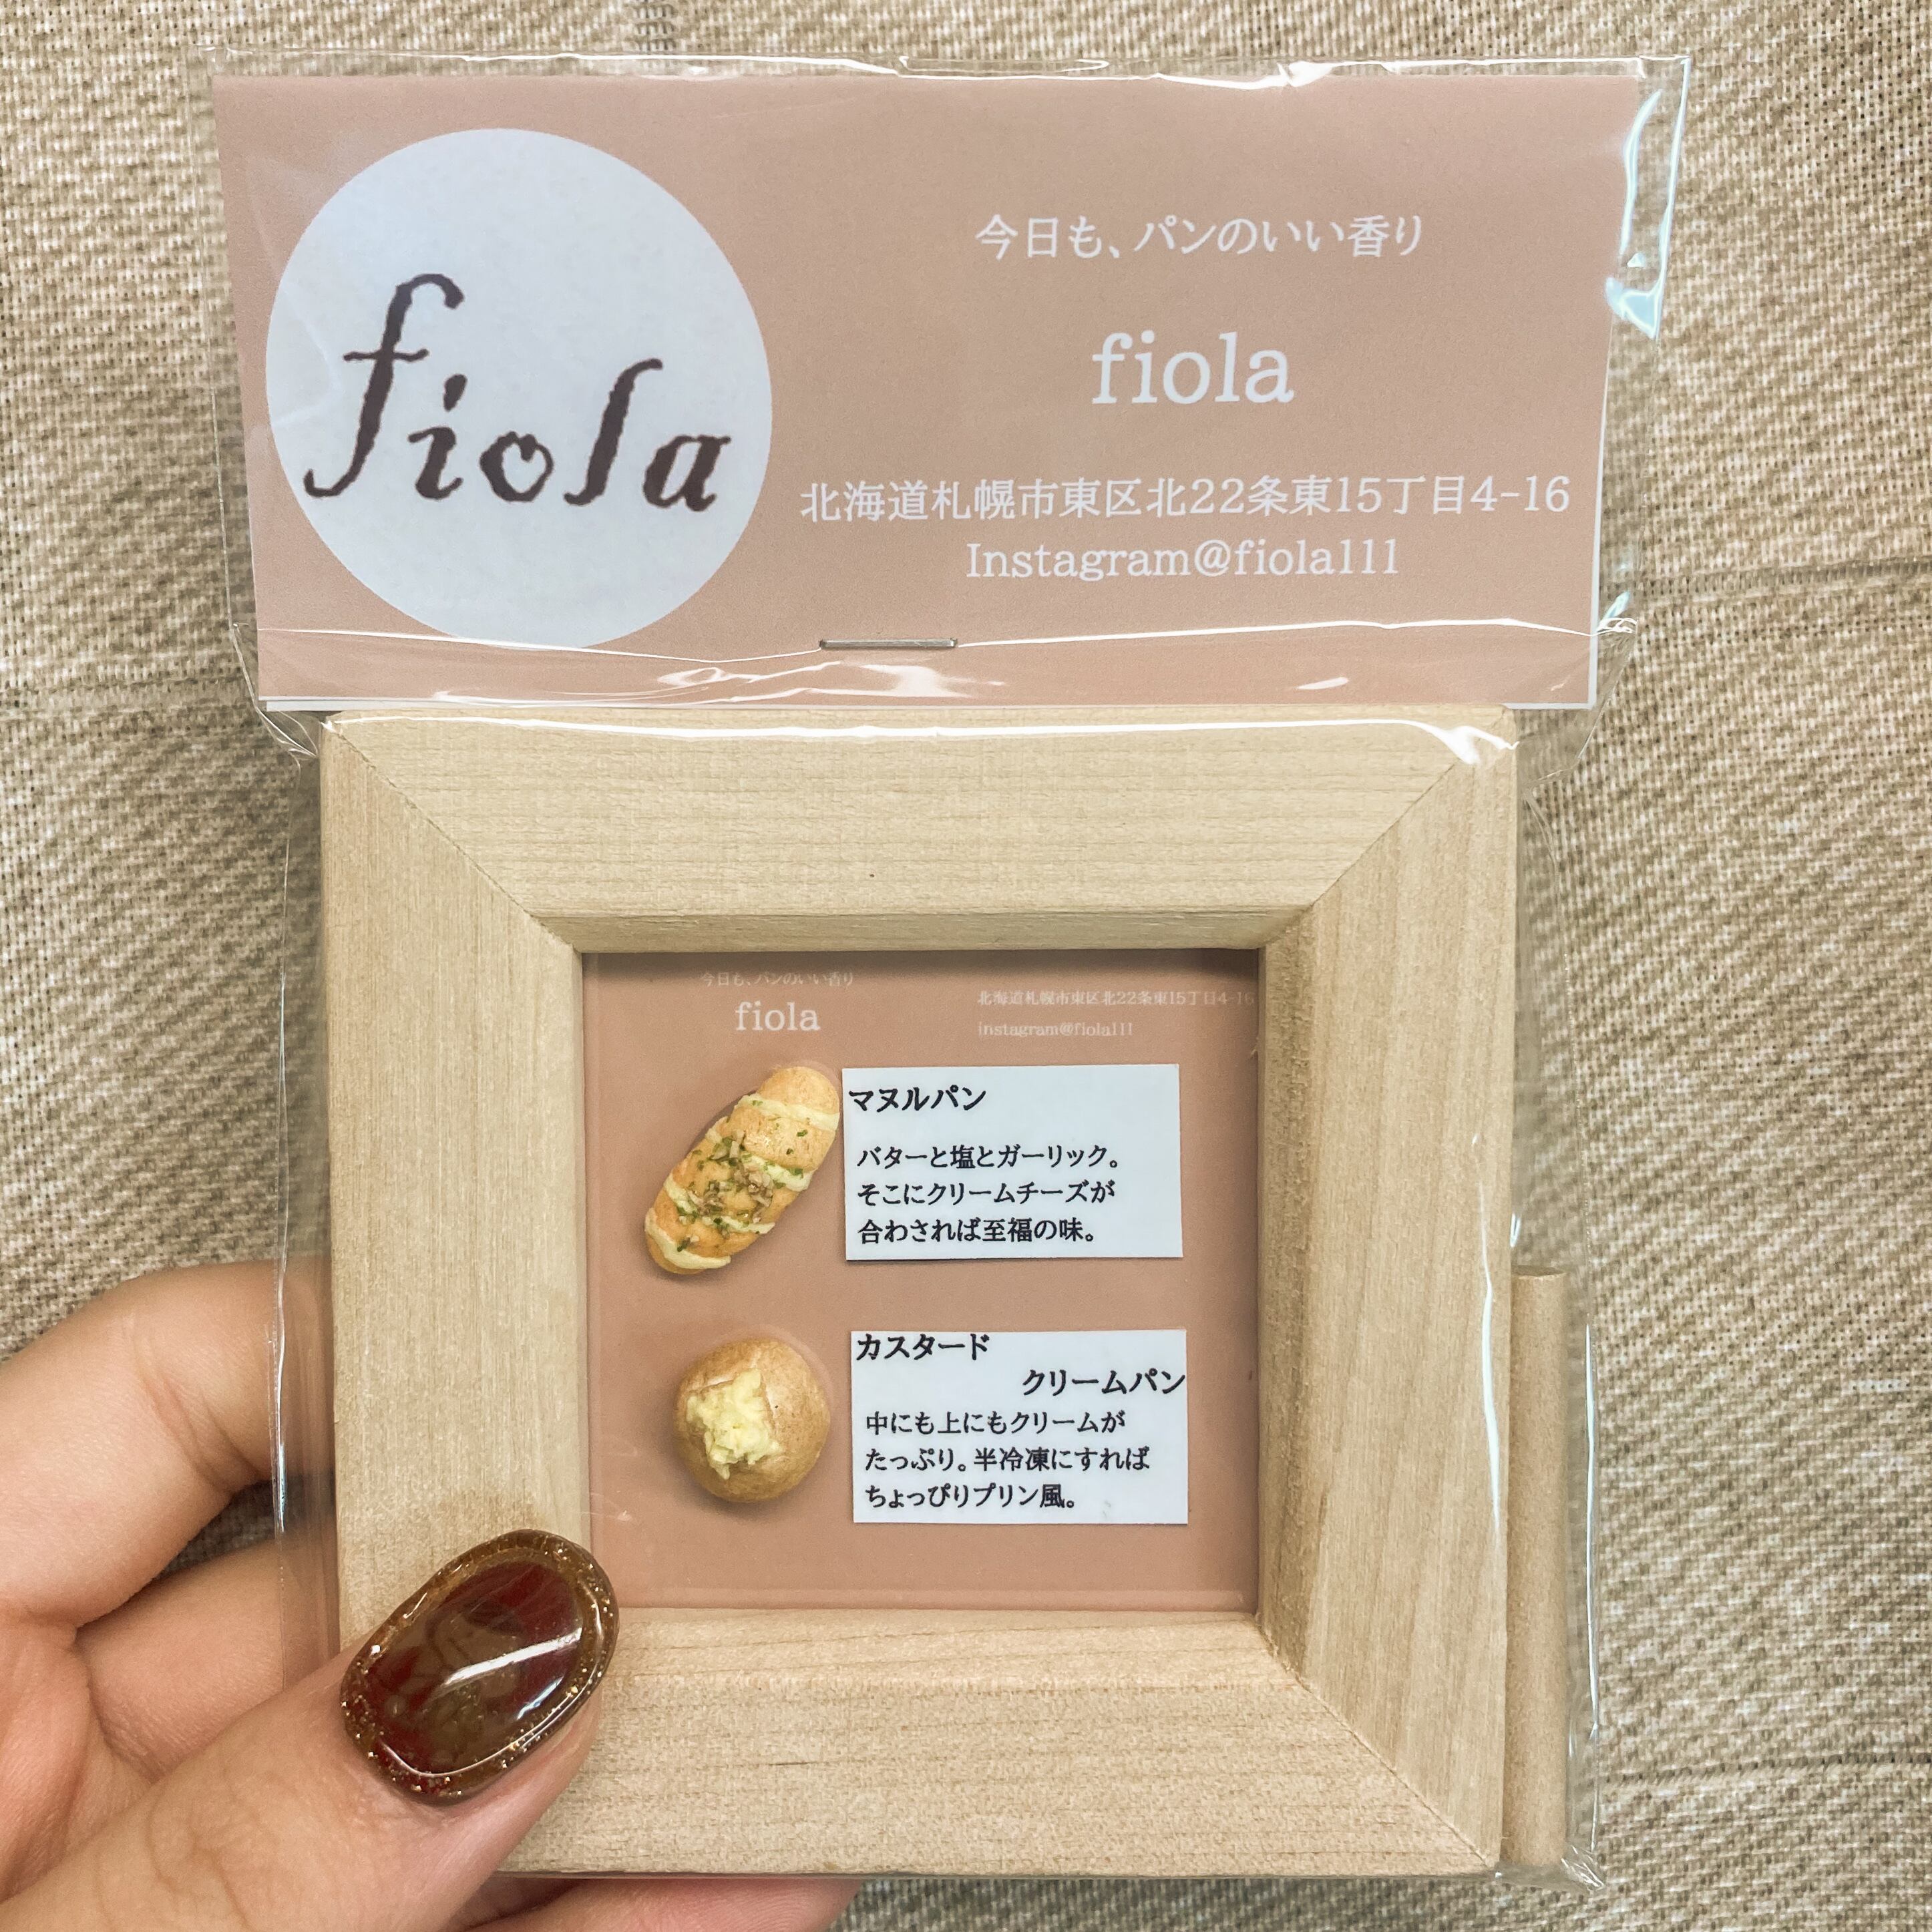 fiola
今日も、パンのいい香り
fiola
北海道札幌市東区北22条東15丁目4-16
Instagram@fiola111
今日も、パンのいい香り
fiola
北海道札幌市東区北22条東15丁目4-16
Instagram@fiola111
マヌルパン
バターと塩とガーリック。
そこにクリームチーズが
合わされば至福の味。
カスタード
クリームパン
中にも上にもクリームが
たっぷり。半冷凍にすれば
ちょっぴりプリン風。